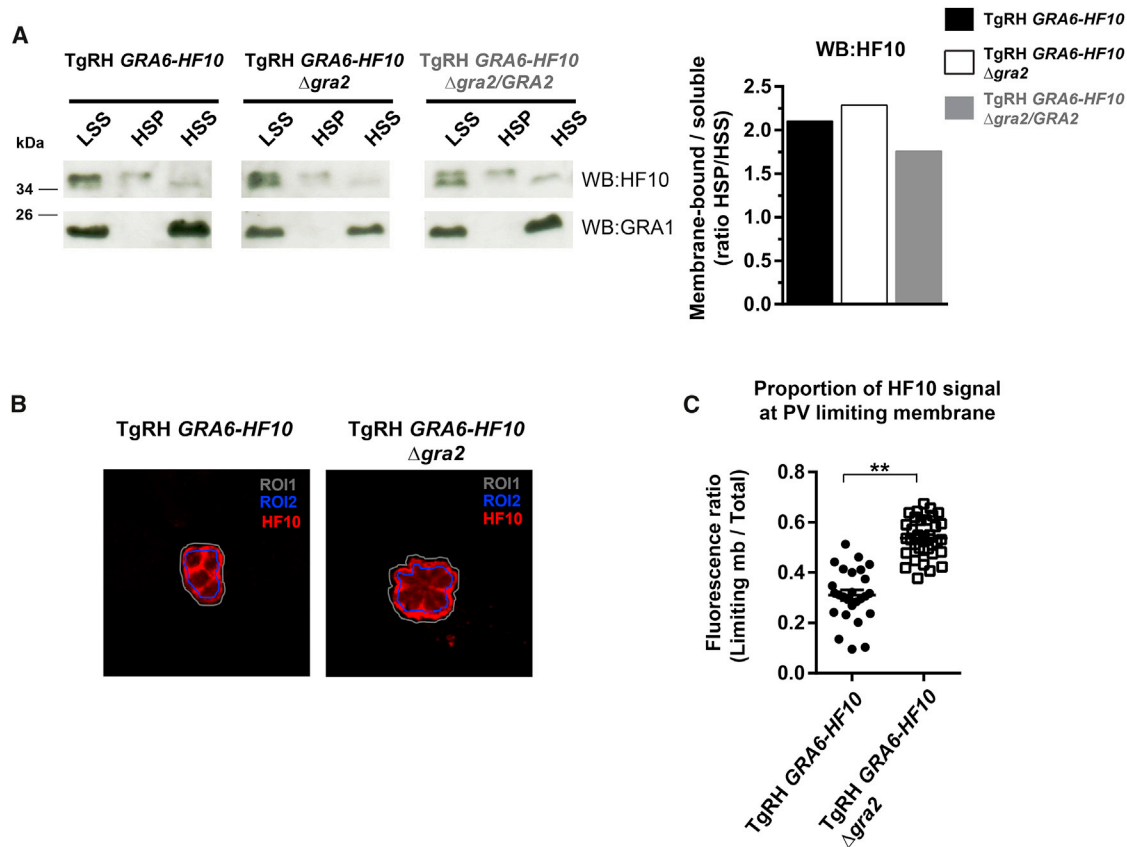 A
TgRH GRA6-HF10
TgRH GRA6-HF10
Δgra2
TgRH GRA6-HF10
Δgra2/GRA2
LSS HSP HSS LSS HSP HSS LSS HSP HSS
kDa
34
26
WB:HF10
WB:GRA1
WB:HF10
TgRH GRA6-HF10
TgRH GRA6-HF10
Δgra2
TgRH GRA6-HF10
Δgra2/GRA2
Membrane-bound / soluble
(ratio HSP/HSS)
2.5
2.0
1.5
1.0
0.5
0.0
B
TgRH GRA6-HF10
TgRH GRA6-HF10
Δgra2
ROI1
ROI2
HF10
ROI1
ROI2
HF10
C
Proportion of HF10 signal
at PV limiting membrane
Fluorescence ratio
(Limiting mb / Total)
0.8
0.6
0.4
0.2
0.0
**
TgRH GRA6-HF10
TgRH GRA6-HF10
Δgra2